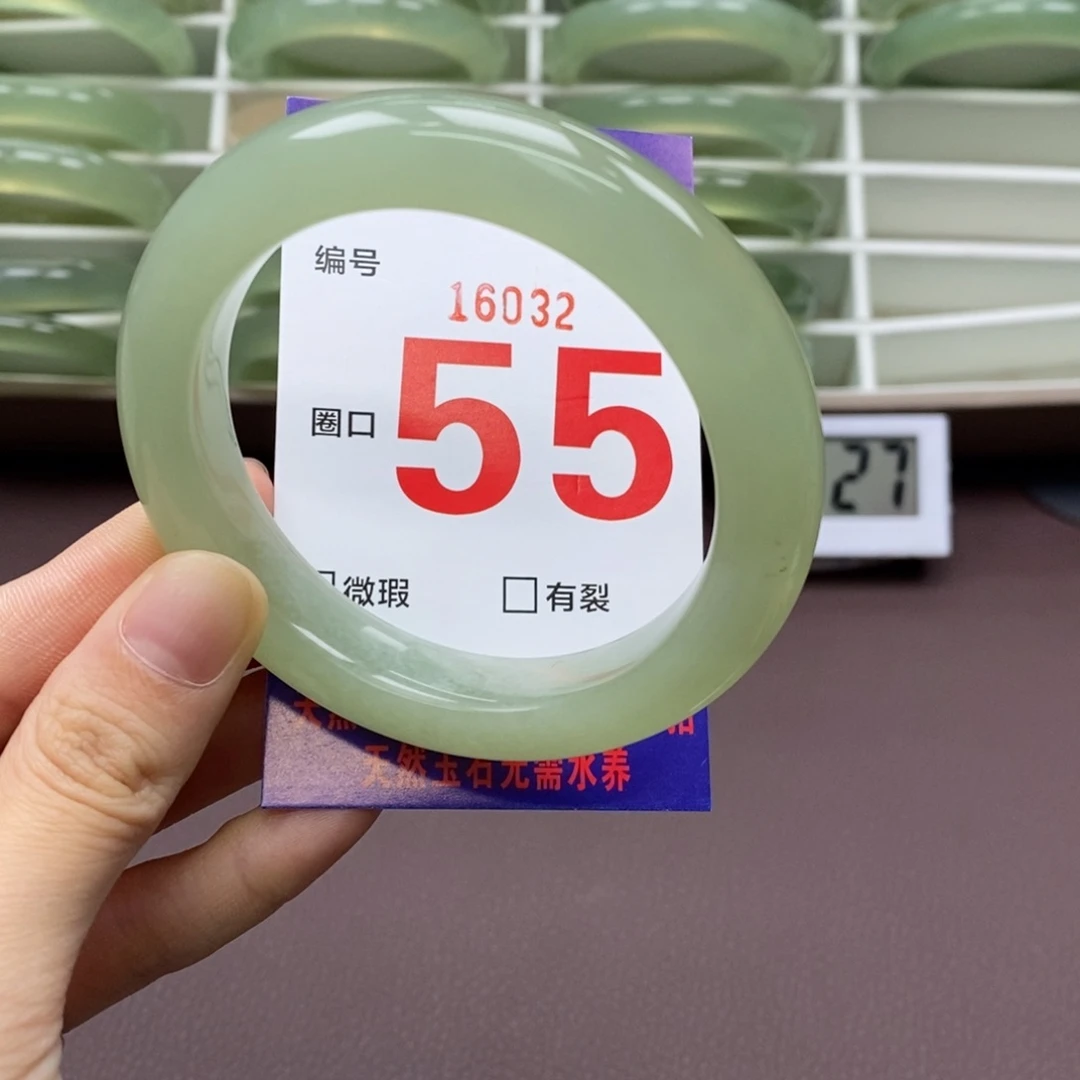 编号
16032
圈口 55
微瑕 有裂
天然玉石无需水养
27